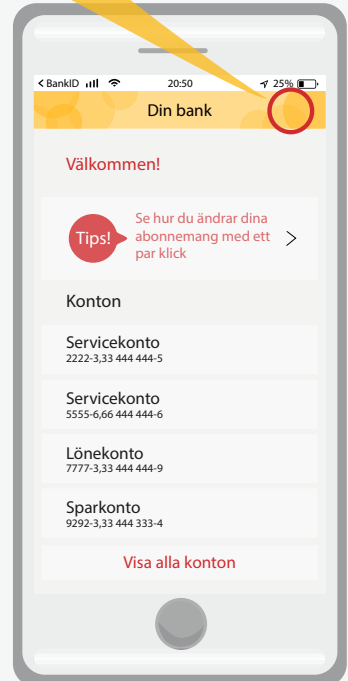 < BankID 20:50 25%
Din bank
Välkommen!
Tips!
Se hur du ändrar dina
abonnemang med ett
par klick
Konton
Servicekonto
2222-3,33 444 444-5
Servicekonto
5555-6,66 444 444-6
Lönekonto
7777-3,33 444 444-9
Sparkonto
9292-3,33 444 333-4
Visa alla konton